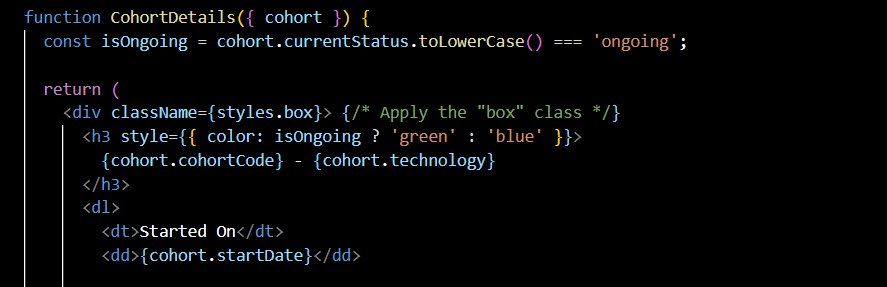 function CohortDetails({ cohort }) {
const isOngoing = cohort.currentStatus.toLowerCase() === 'ongoing';
return (
<div className={styles.box}> {/* Apply the "box" class */}
<h3 style={{ color: isOngoing ? 'green' : 'blue' }}>
{cohort.cohortCode} - {cohort.technology}
</h3>
<dl>
<dt>Started On</dt>
<dd>{cohort.startDate}</dd>